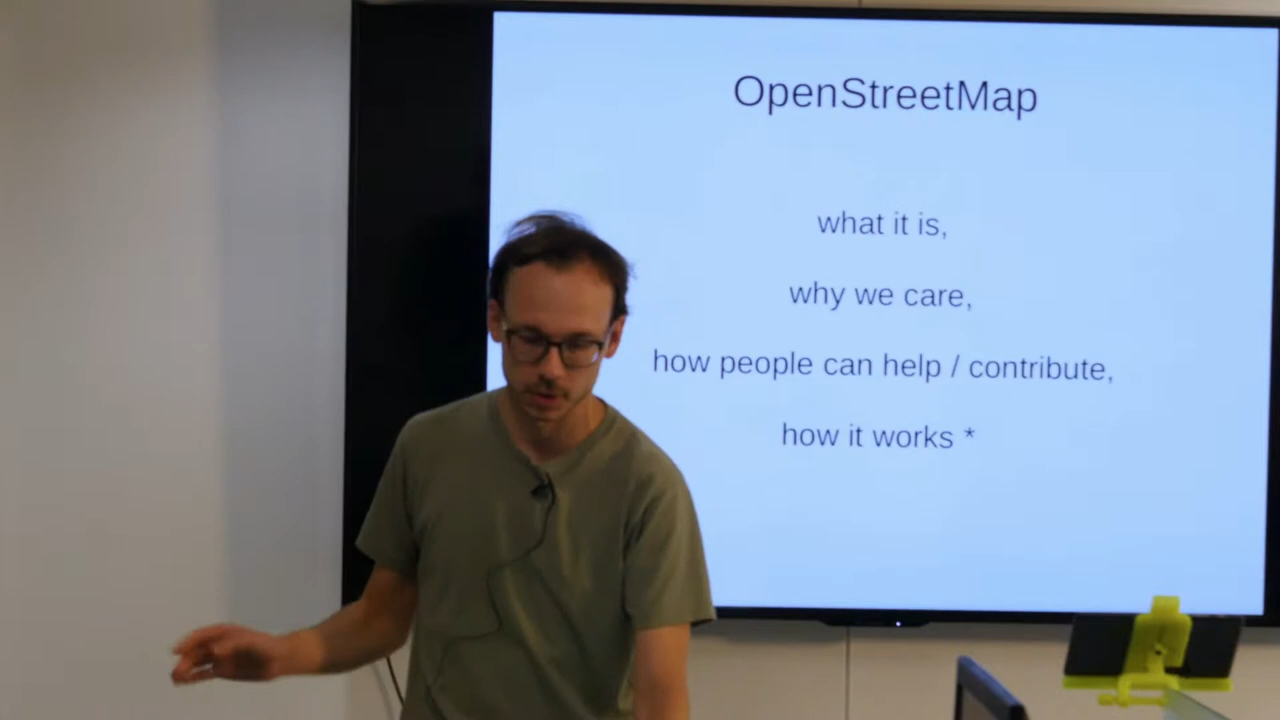 OpenStreetMap
what it is,
why we care,
how people can help / contribute,
how it works *